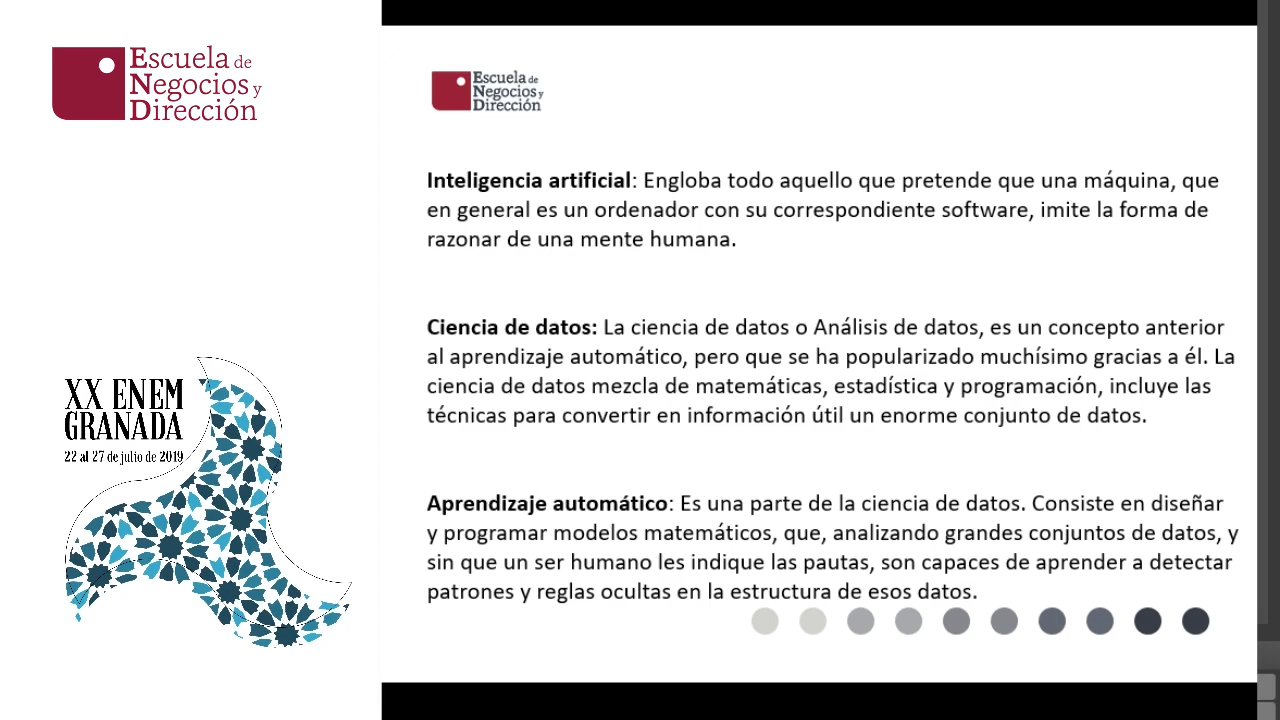 Escuela de
Negocios y
Dirección
XX ENEM
GRANADA
22 al 27 de julio de 2019
Escuela de
Negocios y
Dirección
Inteligencia artificial: Engloba todo aquello que pretende que una máquina, que
en general es un ordenador con su correspondiente software, imite la forma de
razonar de una mente humana.
Ciencia de datos: La ciencia de datos o Análisis de datos, es un concepto anterior
al aprendizaje automático, pero que se ha popularizado muchísimo gracias a él. La
ciencia de datos mezcla de matemáticas, estadística y programación, incluye las
técnicas para convertir en información útil un enorme conjunto de datos.
Aprendizaje automático: Es una parte de la ciencia de datos. Consiste en diseñar
y programar modelos matemáticos, que, analizando grandes conjuntos de datos, y
sin que un ser humano les indique las pautas, son capaces de aprender a detectar
patrones y reglas ocultas en la estructura de esos datos.